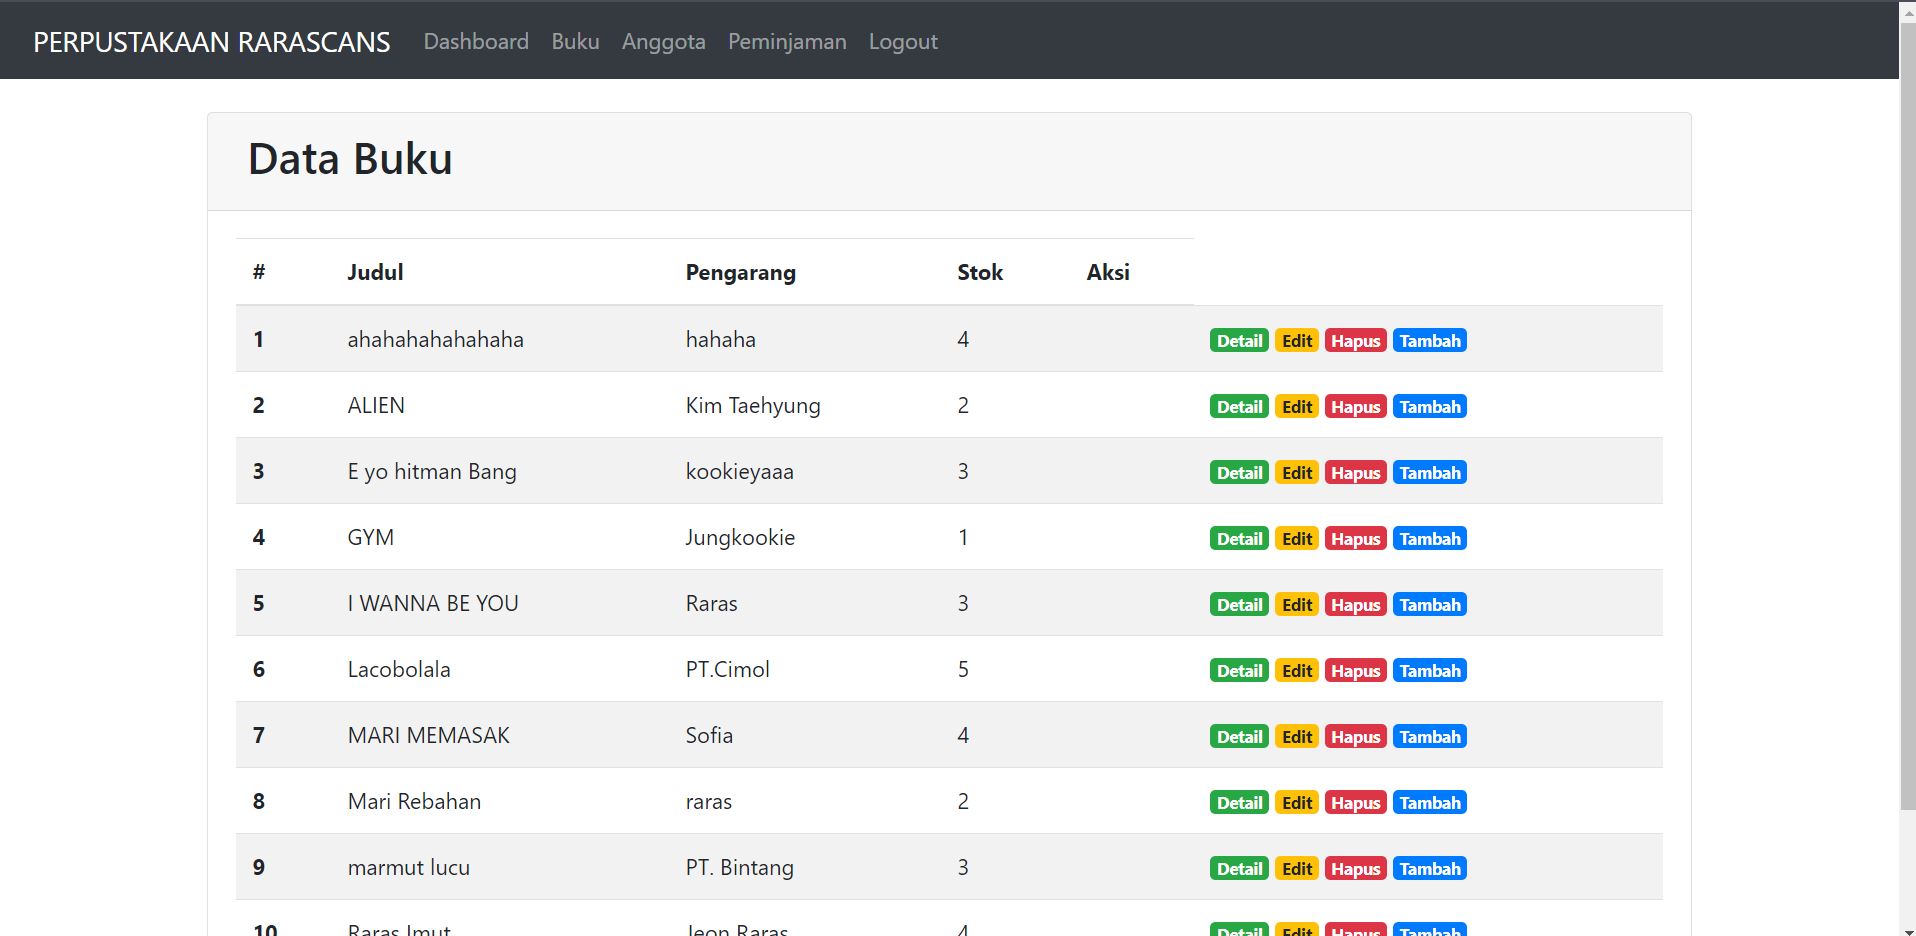 PERPUSTAKAAN RARASCANS Dashboard Buku Anggota Peminjaman Logout
Data Buku
# Judul Pengarang Stok Aksi
1 ahahahahahahaha hahaha 4 Detail Edit Hapus Tambah
2 ALIEN Kim Taehyung 2 Detail Edit Hapus Tambah
3 E yo hitman Bang kookieyaaa 3 Detail Edit Hapus Tambah
4 GYM Jungkookie 1 Detail Edit Hapus Tambah
5 I WANNA BE YOU Raras 3 Detail Edit Hapus Tambah
6 Lacobolala PT.Cimol 5 Detail Edit Hapus Tambah
7 MARI MEMASAK Sofia 4 Detail Edit Hapus Tambah
8 Mari Rebahan raras 2 Detail Edit Hapus Tambah
9 marmut lucu PT. Bintang 3 Detail Edit Hapus Tambah
10 Raras Imut Jeon Raras 4 Detail Edit Hapus Tambah